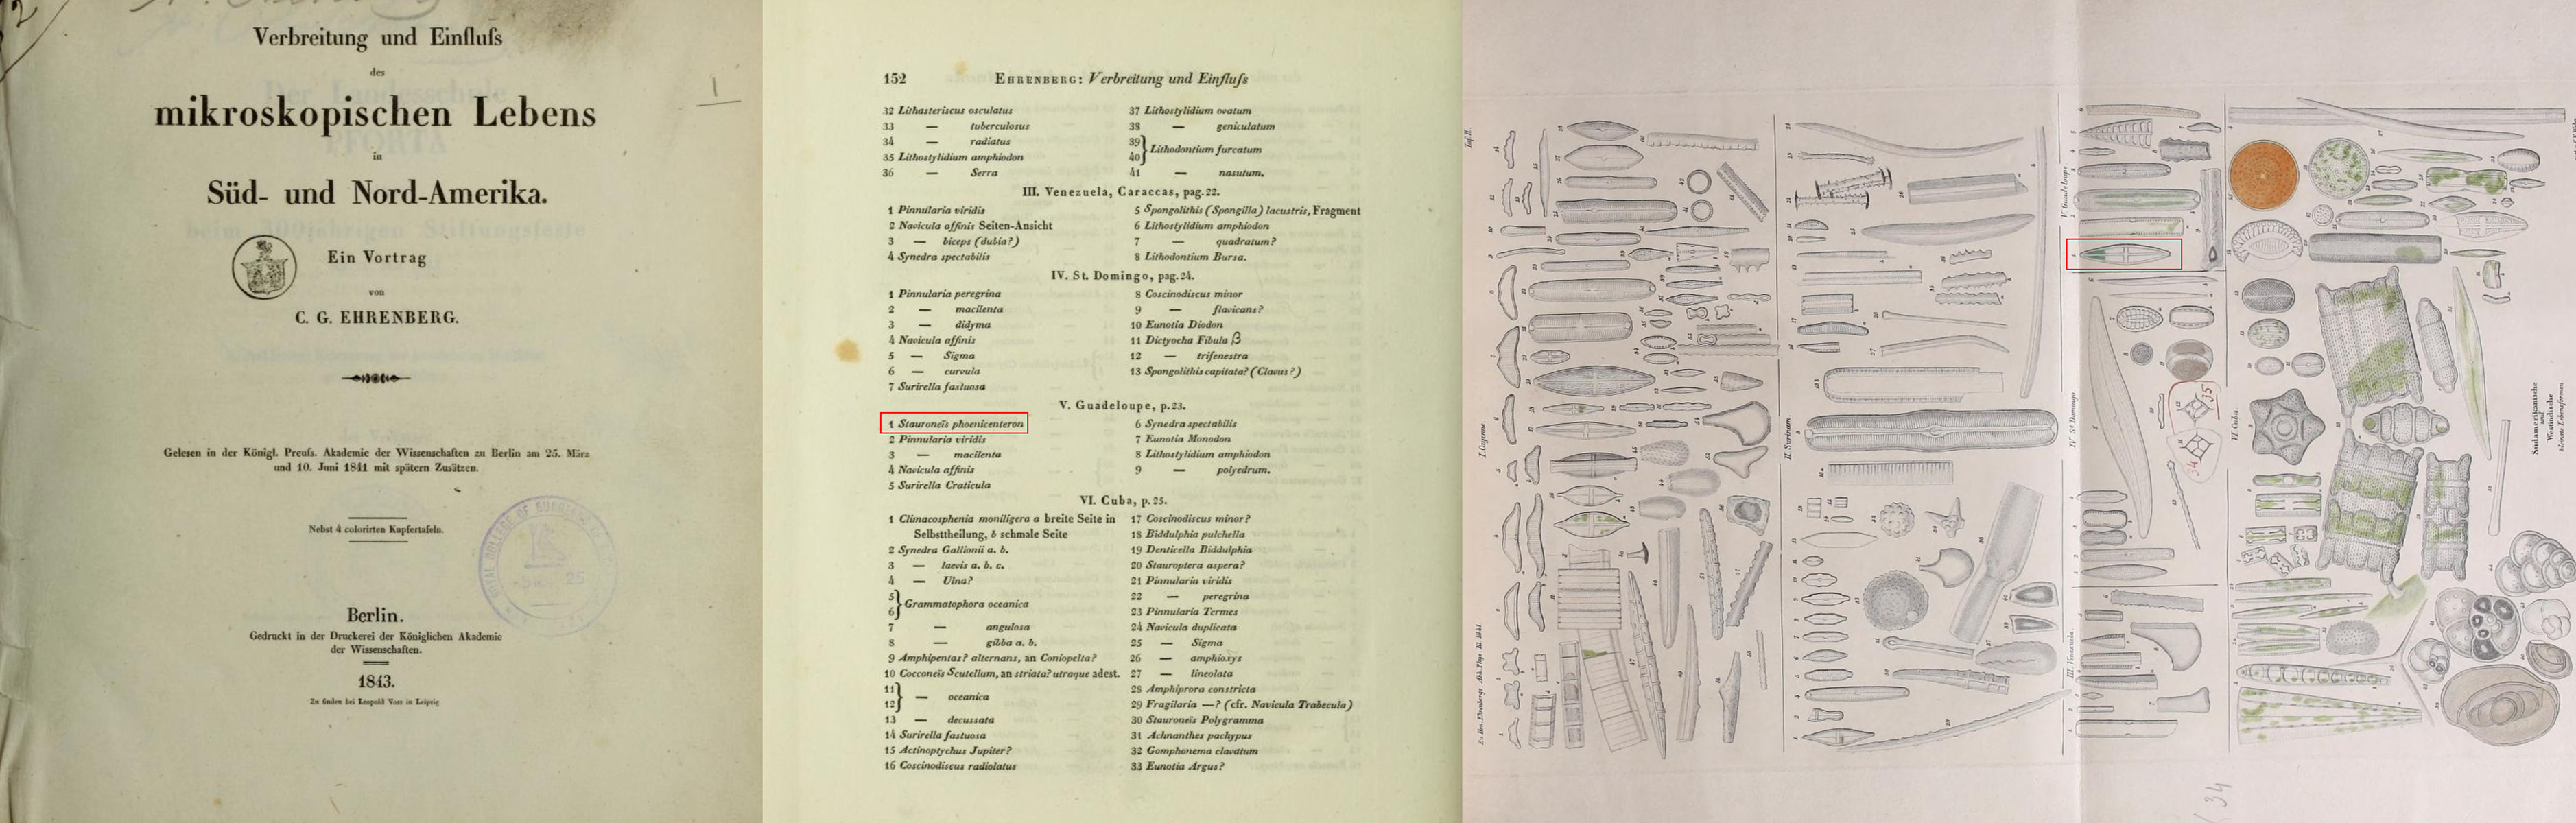 Verbreitung und Einfluſs
des
mikroskopischen Lebens
in
Süd- und Nord-Amerika.
Ein Vortrag
von
C. G. EHRENBERG.
Gelesen in der Königl. Preuſs. Akademie der Wissenschaften zu Berlin am 25. März
und 10. Juni 1841 mit spätern Zusätzen.
Nebst 4 colorirten Kupfertafeln.
Berlin.
Gedruckt in der Druckerei der Königlichen Akademie
der Wissenschaften.
1843.
Zu finden bei Leopold Voss in Leipzig
152 EHRENBERG: Verbreitung und Einfluſs
32 Lithasteriscus osculatus
33 — tuberculosus
34 — radiatus
35 Lithostylidium amphiodon
36 — Serra
37 Lithostylidium ovatum
38 — geniculatum
39
40 Lithodontium furcatum
41 — nasutum.
III. Venezuela, Caraccas, pag. 22.
1 Pinnularia viridis
2 Navicula affinis Seiten-Ansicht
3 — biceps (dubia?)
4 Synedra spectabilis
5 Spongolithis (Spongilla) lacustris, Fragment
6 Lithostylidium amphiodon
7 — quadratum?
8 Lithodontium Bursa.
IV. St. Domingo, pag. 24.
1 Pinnularia peregrina
2 — macilenta
3 — didyma
4 Navicula affinis
5 — Sigma
6 — curvula
7 Surirella fastuosa
8 Coscinodiscus minor
9 — flavicans?
10 Eunotia Diodon
11 Dictyocha Fibula β
12 — trifenestra
13 Spongolithis capitata? (Clavus?)
V. Guadeloupe, p. 23.
1 Stauroneïs phoenicenteron
2 Pinnularia viridis
3 — macilenta
4 Navicula affinis
5 Surirella Craticula
6 Synedra spectabilis
7 Eunotia Monodon
8 Lithostylidium amphiodon
9 — polyedrum.
VI. Cuba, p. 25.
1 Climacosphenia moniligera a breite Seite in
Selbsttheilung, b schmale Seite
2 Synedra Gallionii a. b.
3 — laevis a. b. c.
4 — Ulna?
5
6 Grammatophora oceanica
7 — angulosa
8 — gibba a. b.
9 Amphipentas? alternans, an Coniopelta?
10 Cocconeïs Scutellum, an striata? utraque adest.
11
12 — oceanica
13 — decussata
14 Surirella fastuosa
15 Actinoptychus Jupiter?
16 Coscinodiscus radiolatus
17 Coscinodiscus minor?
18 Biddulphia pulchella
19 Denticella Biddulphia
20 Stauroptera aspera?
21 Pinnularia viridis
22 — peregrina
23 Pinnularia Termes
24 Navicula duplicata
25 — Sigma
26 — amphioxys
27 — lineolata
28 Amphiprora constricta
29 Fragilaria —? (cfr. Navicula Trabecula)
30 Stauroneïs Polygramma
31 Achnanthes pachypus
32 Gomphonema clavatum
33 Eunotia Argus?
Taf. II.
I. Cayenne.
II. Surinam.
III. Venezuela
IV. St. Domingo
V. Guadeloupe
VI. Cuba.
Südamerikanische
und
Westindische
kleinste Lebensformen
34
35
34